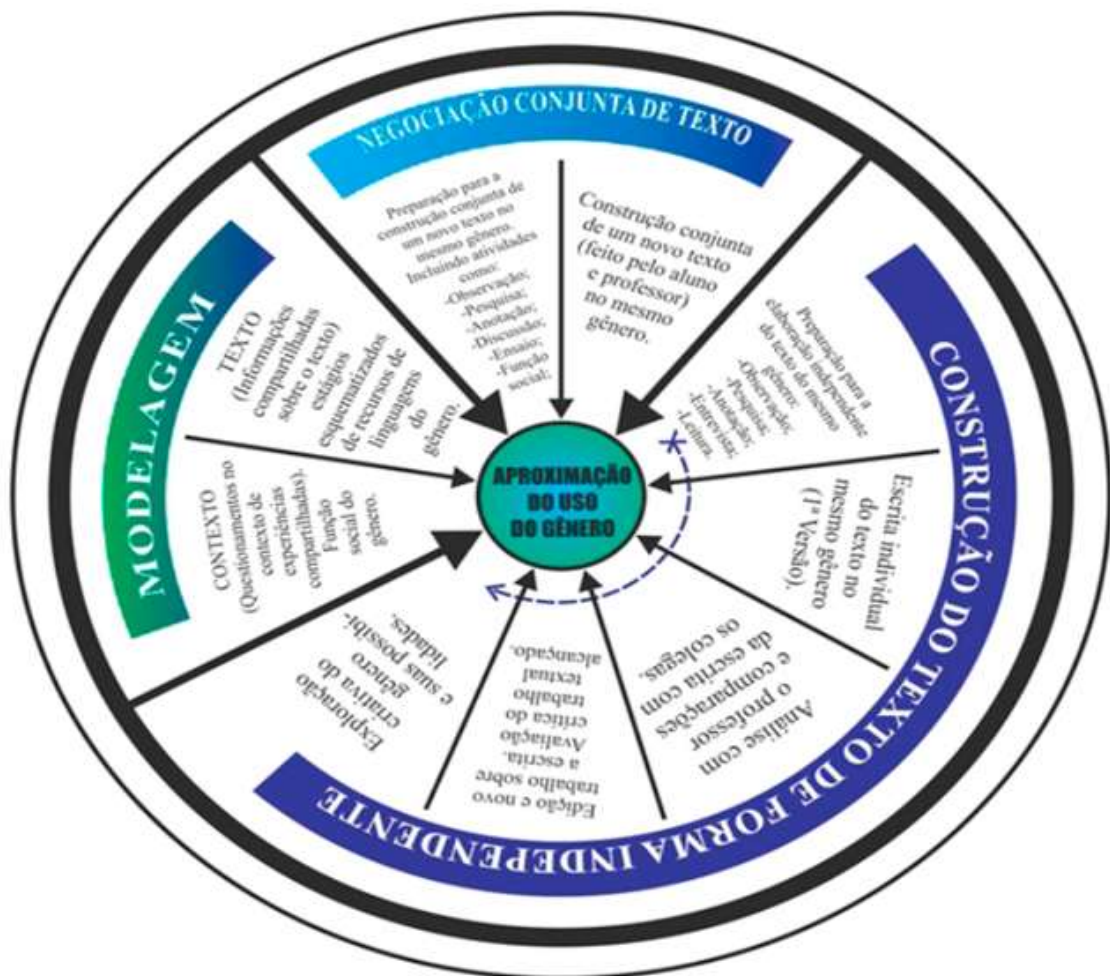 NEGOCIAÇÃO CONJUNTA DE TEXTO
Preparação para a
construção conjunta de
um novo texto no
mesmo gênero.
Incluindo atividades
como:
-Observação;
-Pesquisa;
-Anotação;
-Discussão;
-Ensaio;
-Função
social;
Construção conjunta
de um novo texto
(feito pelo aluno
e professor)
no mesmo
gênero.
CONSTRUÇÃO DO TEXTO DE FORMA INDEPENDENTE
Preparação para a
elaboração independente
do texto do mesmo
gênero:
-Observação;
-Pesquisa;
-Anotação;
-Entrevista;
-Leitura.
Escrita individual
do texto no
mesmo gênero
(1ª Versão).
Análise com
o professor
e comparações
da escrita com
os colegas.
Edição e novo
trabalho sobre
a escrita.
Avaliação
crítica do
trabalho
textual
alcançado.
Exploração
criativa do
gênero
e suas possibi-
lidades.
MODELAGEM
CONTEXTO
(Questionamentos no
contexto de
experiências
compartilhadas).
Função
social do
gênero.
TEXTO
(Informações
compartilhadas
sobre o texto)
estágios
esquematizados
de recursos de
linguagens
do
gênero.
APROXIMAÇÃO
DO USO
DO GÊNERO